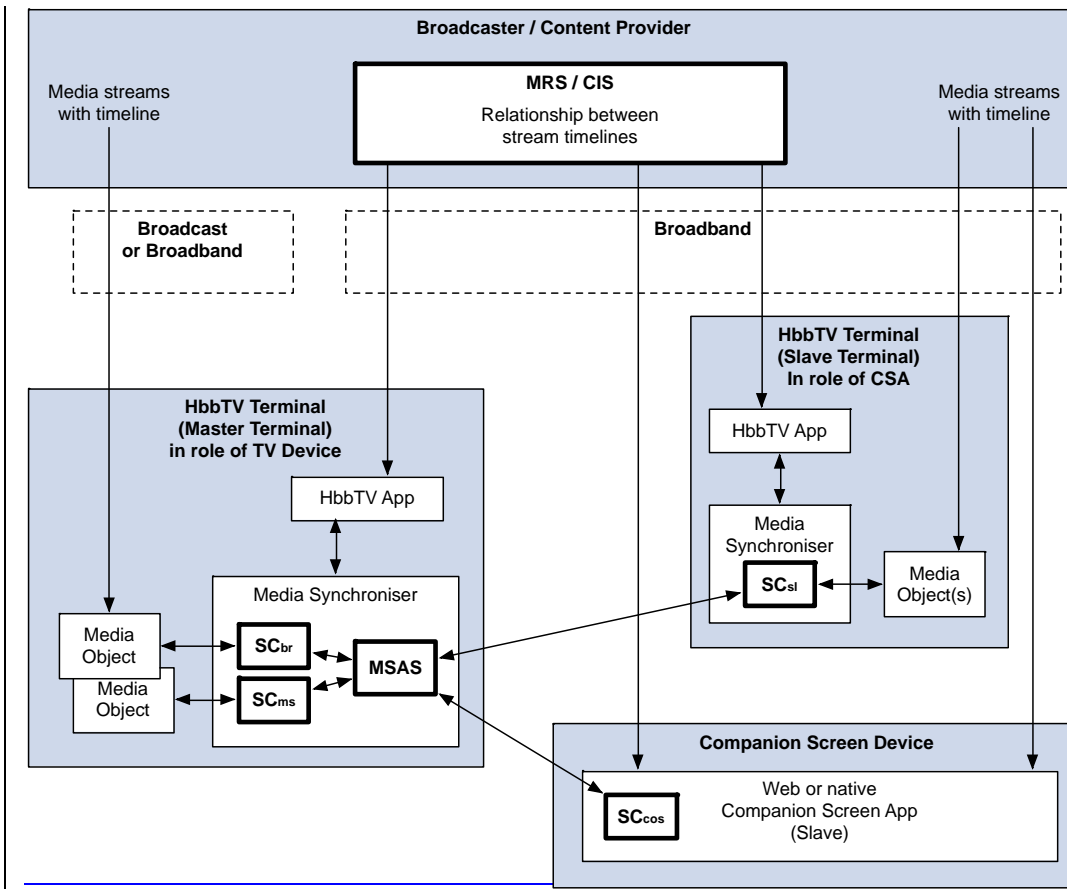 Broadcaster / Content Provider
MRS / CIS
Relationship between
stream timelines
Media streams
with timeline
Media streams
with timeline
Broadcast
or Broadband
Broadband
HbbTV Terminal
(Slave Terminal)
In role of CSA
HbbTV App
Media
Synchroniser
SCsl
Media
Object(s)
HbbTV Terminal
(Master Terminal)
in role of TV Device
HbbTV App
Media Synchroniser
Media
Object
SCbr
MSAS
Media
Object
SCms
Companion Screen Device
SCcos
Web or native
Companion Screen App
(Slave)